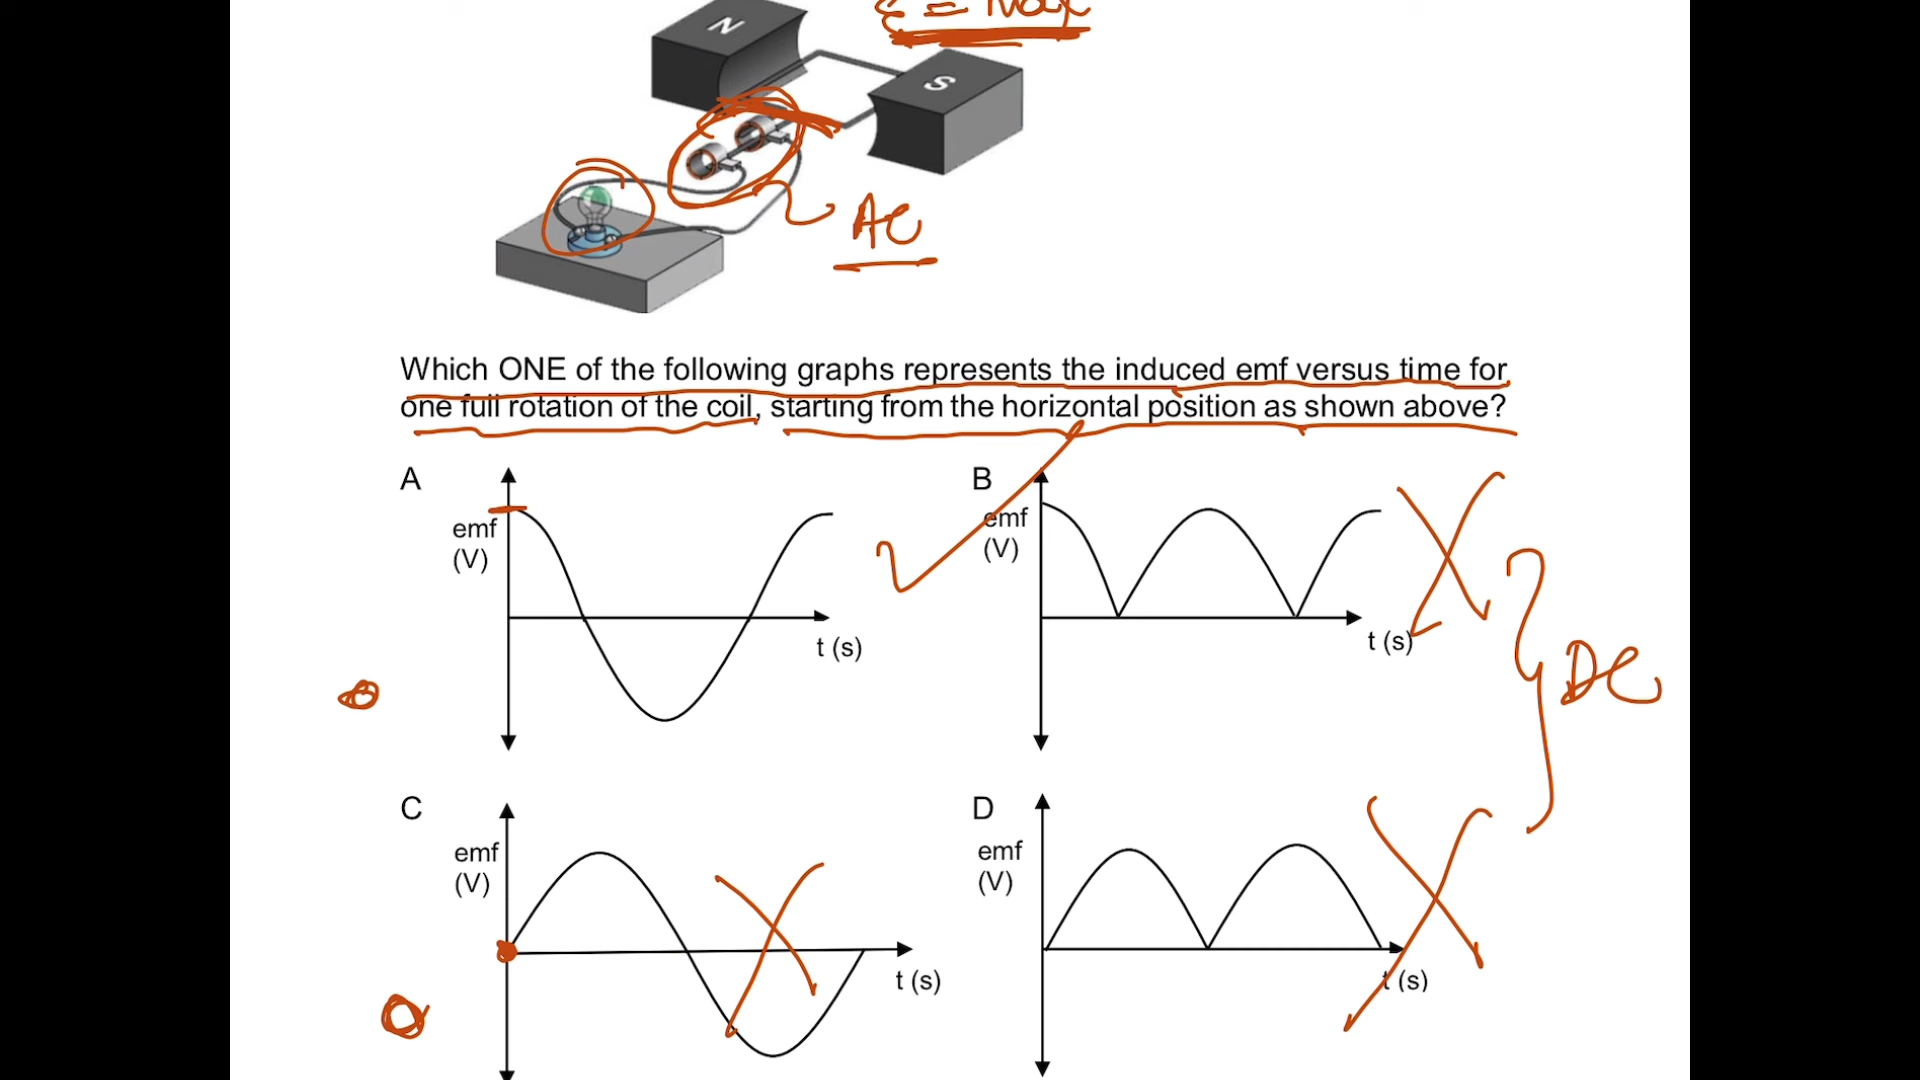 N
S
AC
Which ONE of the following graphs represents the induced emf versus time for
one full rotation of the coil, starting from the horizontal position as shown above?
A
emf
(V)
t (s)
B
emf
(V)
t (s)
DC
C
emf
(V)
t (s)
D
emf
(V)
t (s)